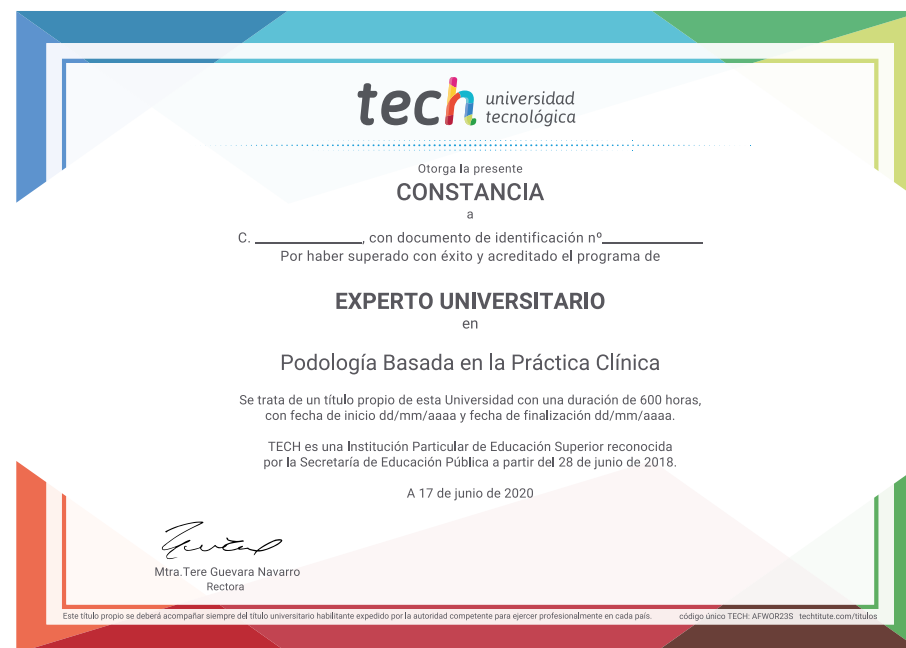 tech universidad
tecnológica
Otorga la presente
CONSTANCIA
a
C. ____________, con documento de identificación nº____________
Por haber superado con éxito y acreditado el programa de
EXPERTO UNIVERSITARIO
en
Podología Basada en la Práctica Clínica
Se trata de un título propio de esta Universidad con una duración de 600 horas,
con fecha de inicio dd/mm/aaaa y fecha de finalización dd/mm/aaaa.
TECH es una Institución Particular de Educación Superior reconocida
por la Secretaría de Educación Pública a partir del 28 de junio de 2018.
A 17 de junio de 2020
Mtra.Tere Guevara Navarro
Rectora
Este título propio se deberá acompañar siempre del título universitario habilitante expedido por la autoridad competente para ejercer profesionalmente en cada país. código único TECH: AFWOR23S techtitute.com/titulos